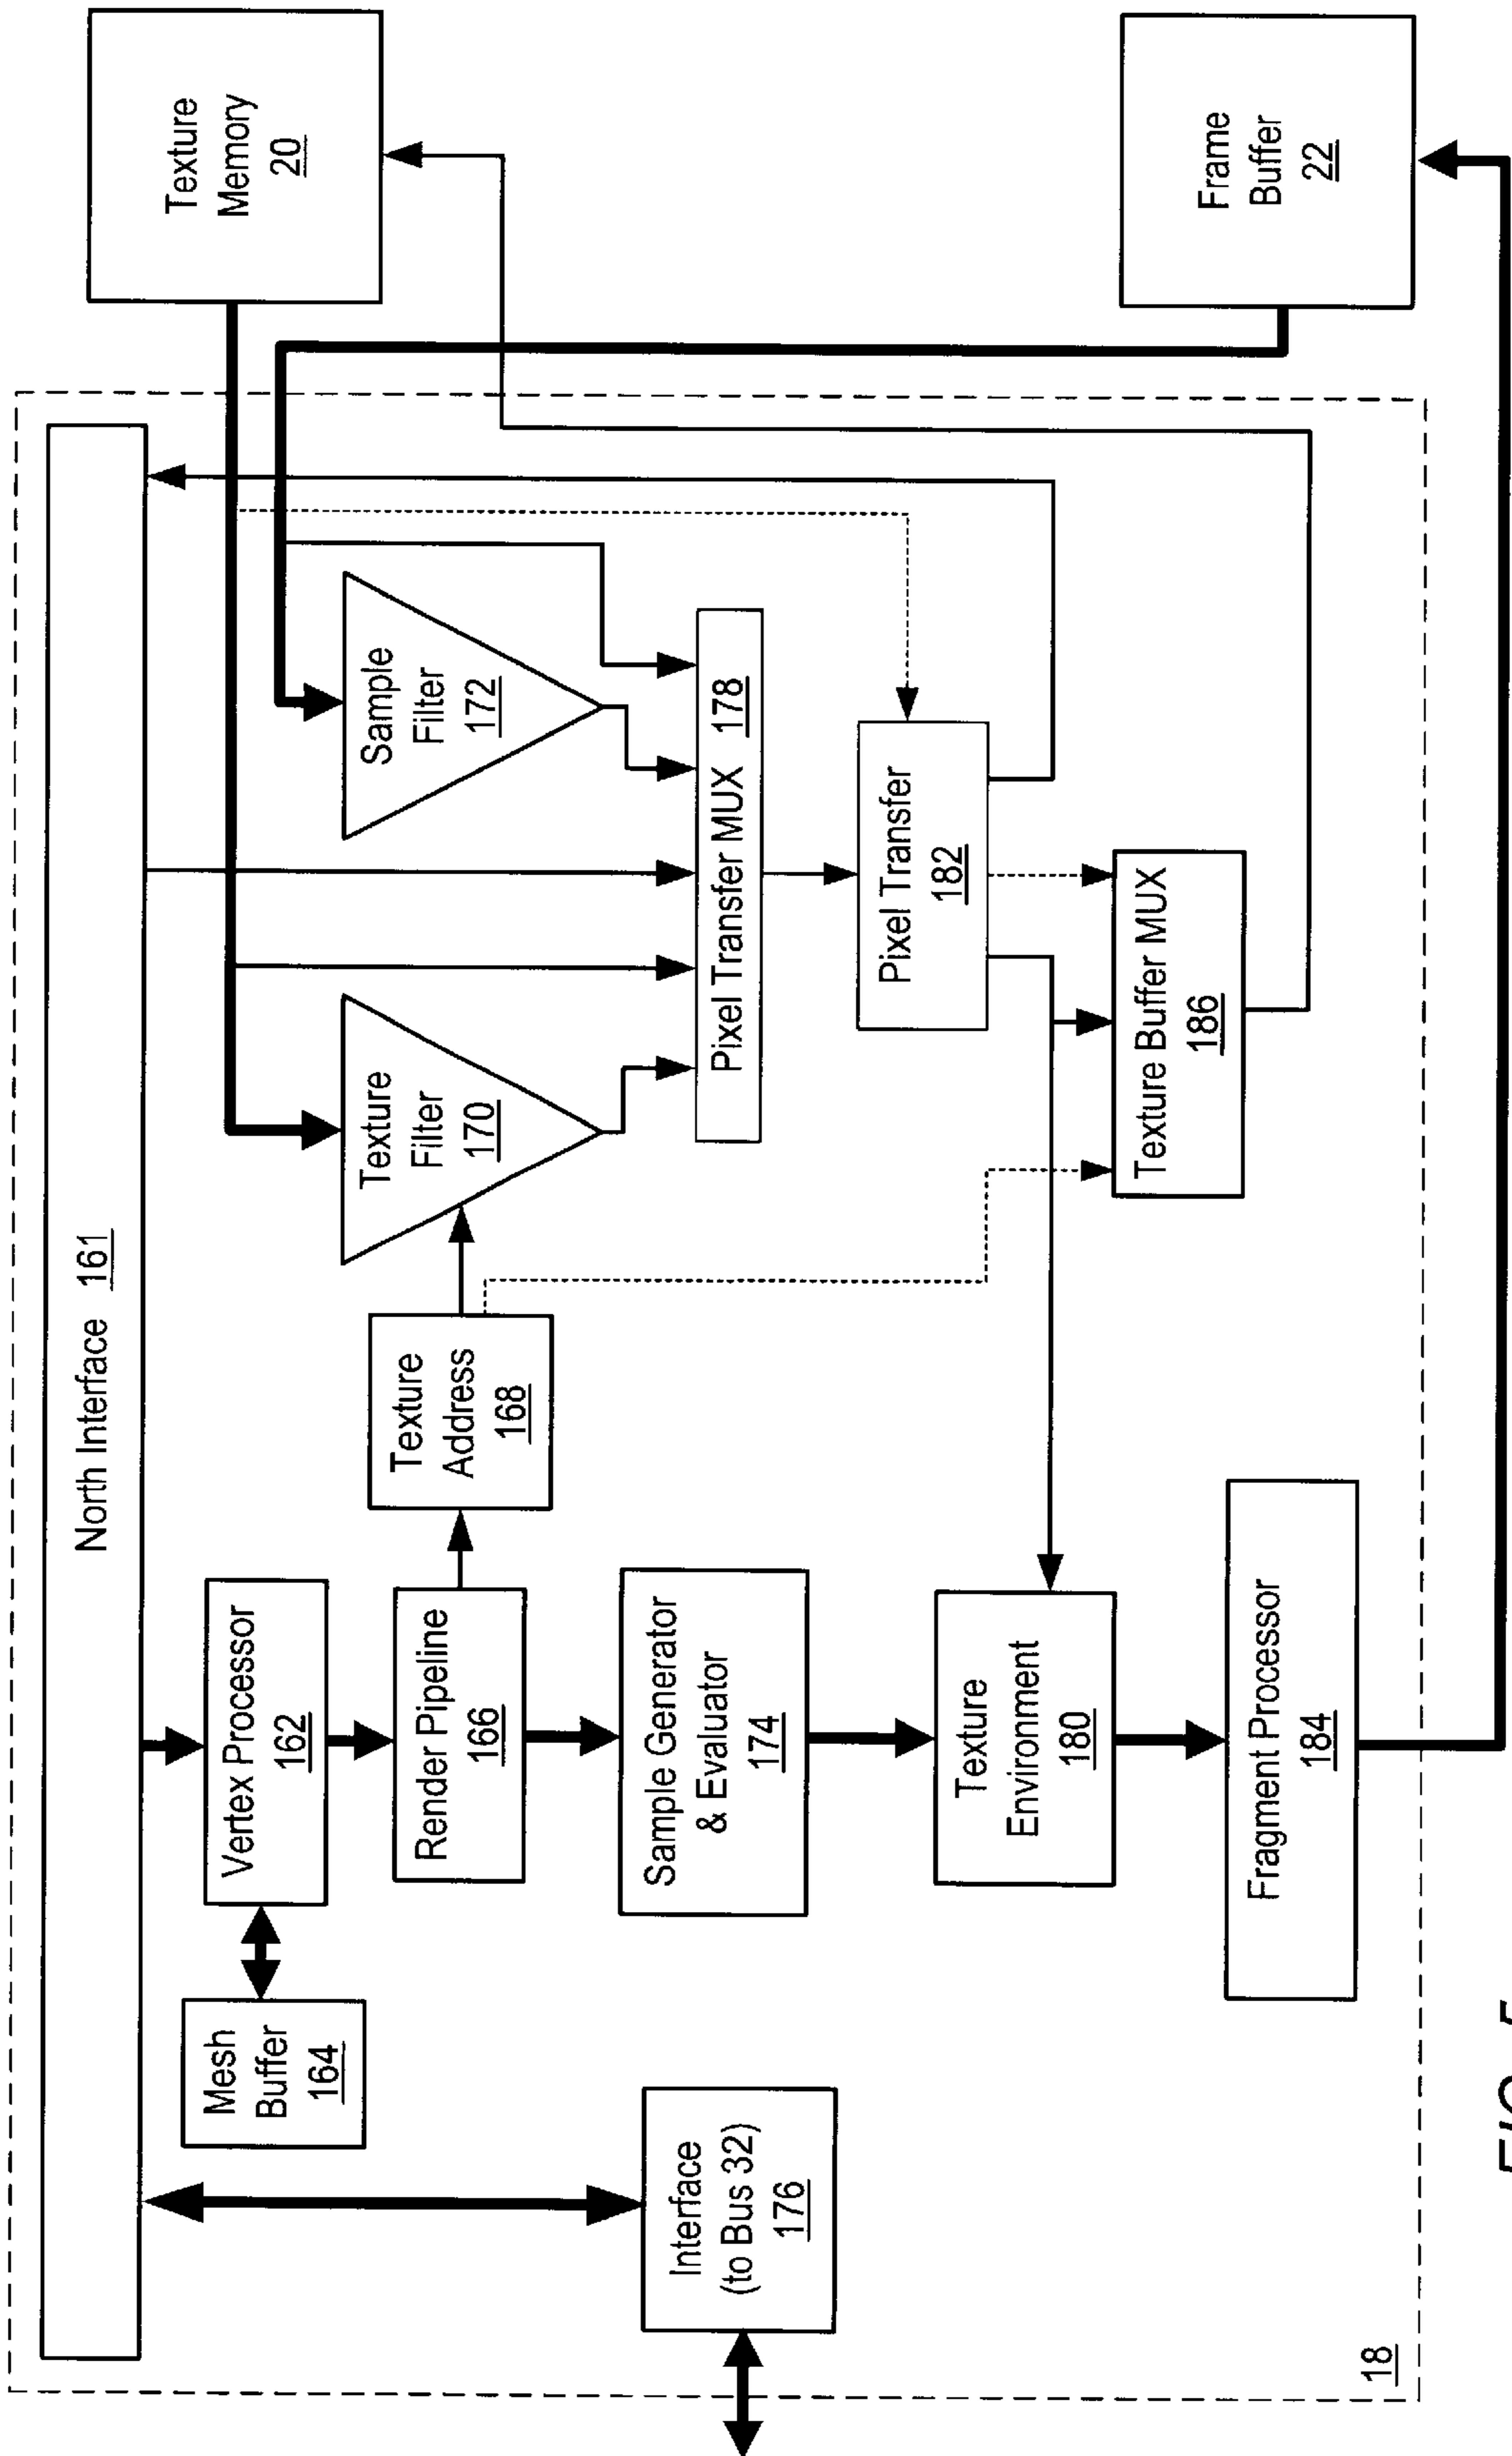 North Interface 161
Texture
Memory
20
Mesh
Buffer
164
Vertex Processor
162
Render Pipeline
166
Texture
Address
168
Texture
Filter
170
Sample
Filter
172
Interface
(to Bus 32)
176
Sample Generator
& Evaluator
174
Pixel Transfer MUX 178
Texture
Environment
180
Pixel Transfer
182
Texture Buffer MUX
186
Frame
Buffer
22
Fragment Processor
184
18